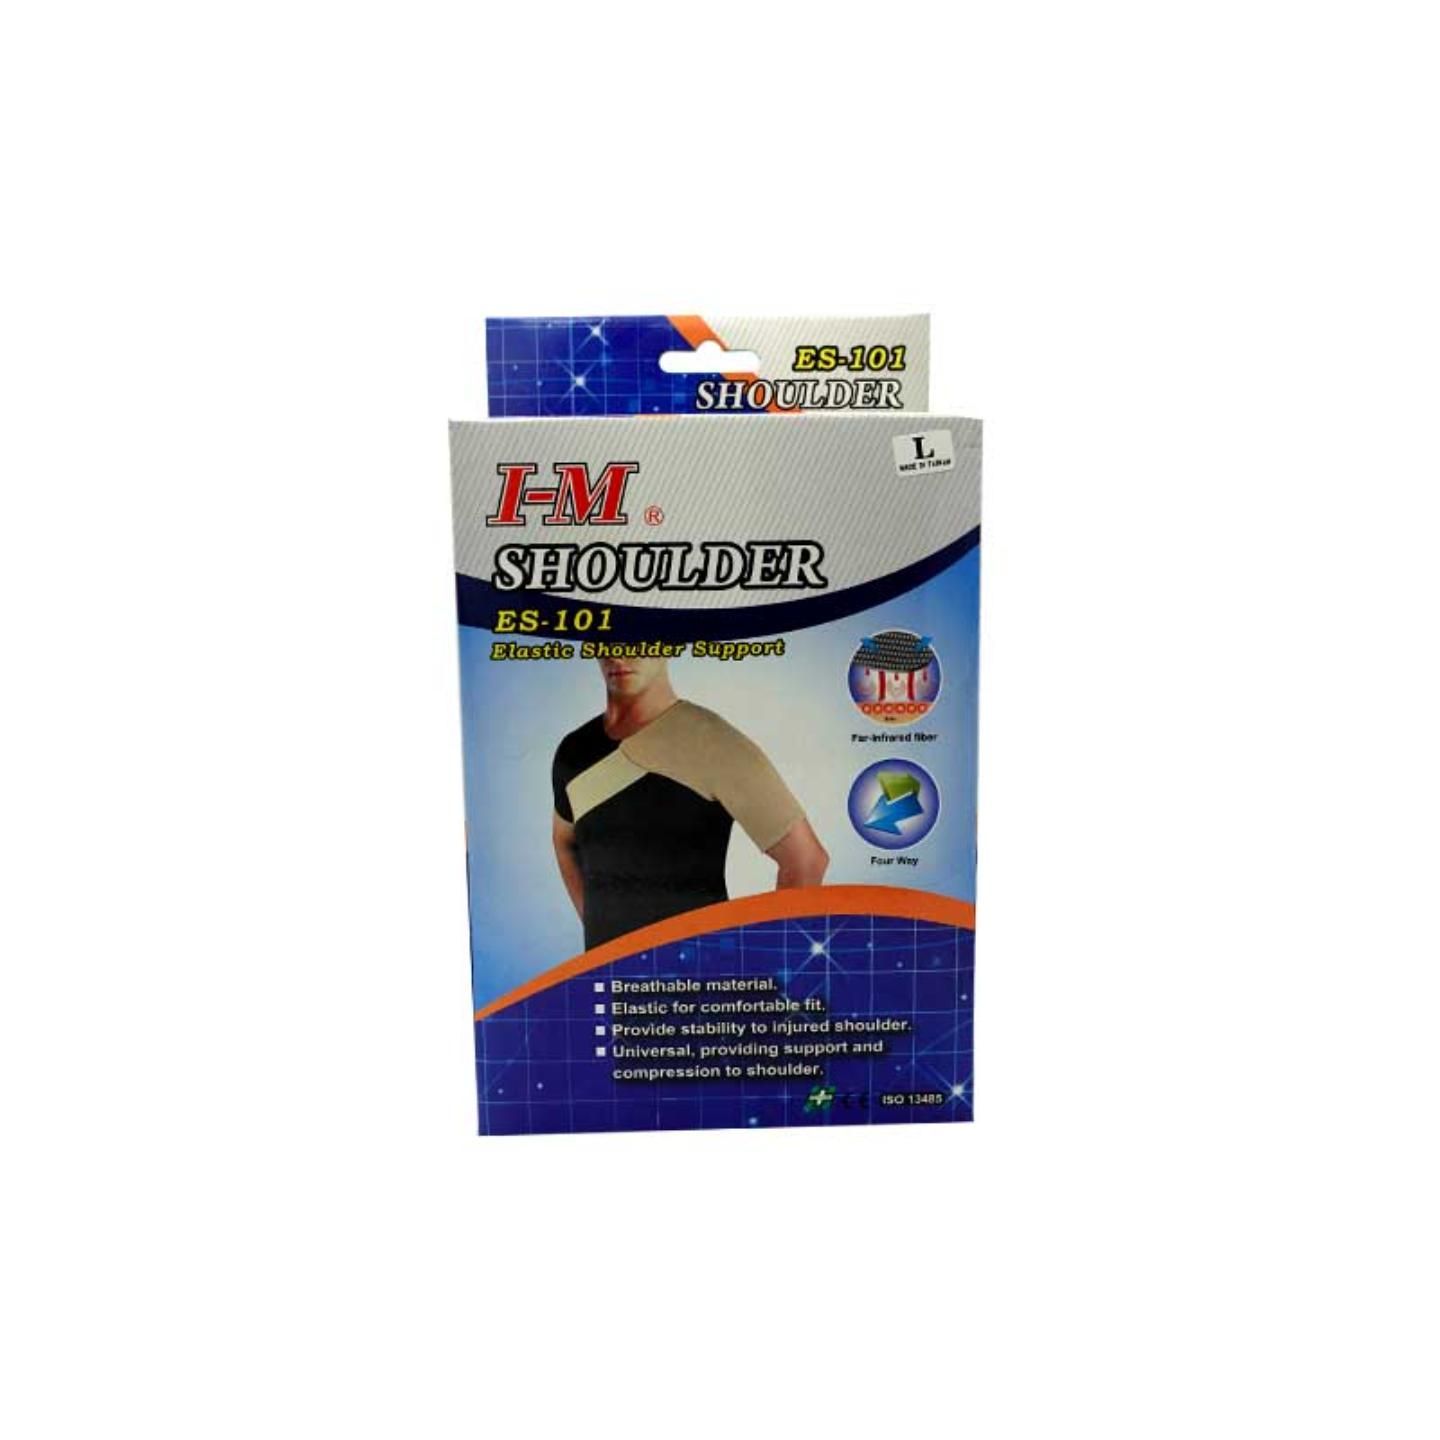 ES-101
SHOULDER
L
MADE IN TAIWAN
I-M ®
SHOULDER
ES-101
Elastic Shoulder Support
Far-infrared fiber
Four Way
Breathable material.
Elastic for comfortable fit.
Provide stability to injured shoulder.
Universal, providing support and
compression to shoulder.
CE ISO 13485